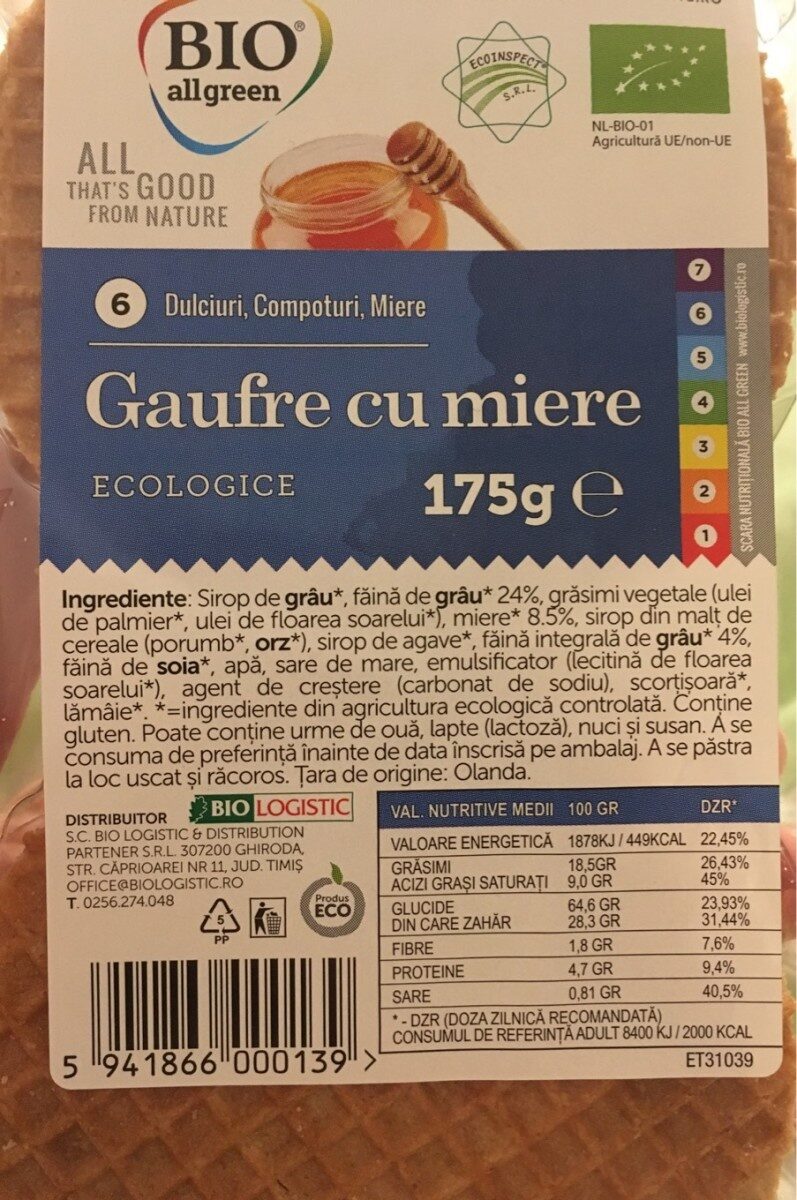 BIO®
allgreen
ALL
THAT'S GOOD
FROM NATURE
ECOINSPECT
S.R.L.
NL-BIO-01
Agricultură UE/non-UE
6 Dulciuri, Compoturi, Miere
Gaufre cu miere
ECOLOGICE
175g ℮
7
6
5
4
3
2
1
SCARA NUTRIȚIONALĂ BIO ALL GREEN www.biologistic.ro
Ingrediente: Sirop de grâu*, făină de grâu* 24%, grăsimi vegetale (ulei
de palmier*, ulei de floarea soarelui*), miere* 8.5%, sirop din malț de
cereale (porumb*, orz*), sirop de agave*, făină integrală de grâu* 4%,
făină de soia*, apă, sare de mare, emulsificator (lecitină de floarea
soarelui*), agent de creștere (carbonat de sodiu), scorțișoară*,
lămâie*. *=ingrediente din agricultura ecologică controlată. Conține
gluten. Poate conține urme de ouă, lapte (lactoză), nuci și susan. A se
consuma de preferință înainte de data înscrisă pe ambalaj. A se păstra
la loc uscat și răcoros. Țara de origine: Olanda.
DISTRIBUITOR BIO LOGISTIC
S.C. BIO LOGISTIC & DISTRIBUTION
PARTENER S.R.L. 307200 GHIRODA,
STR. CĂPRIOAREI NR 11, JUD. TIMIȘ
OFFICE@BIOLOGISTIC.RO
T. 0256.274.048
5
PP
Produs
ECO
VAL. NUTRITIVE MEDII 100 GR DZR*
VALOARE ENERGETICĂ 1878KJ / 449KCAL 22,45%
GRĂSIMI 18,5GR 26,43%
ACIZI GRAȘI SATURAȚI 9,0 GR 45%
GLUCIDE 64,6 GR 23,93%
DIN CARE ZAHĂR 28,3 GR 31,44%
FIBRE 1,8 GR 7,6%
PROTEINE 4,7 GR 9,4%
SARE 0,81 GR 40,5%
* - DZR (DOZA ZILNICĂ RECOMANDATĂ)
CONSUMUL DE REFERINȚĂ ADULT 8400 KJ / 2000 KCAL
ET31039
5 941866 000139 >